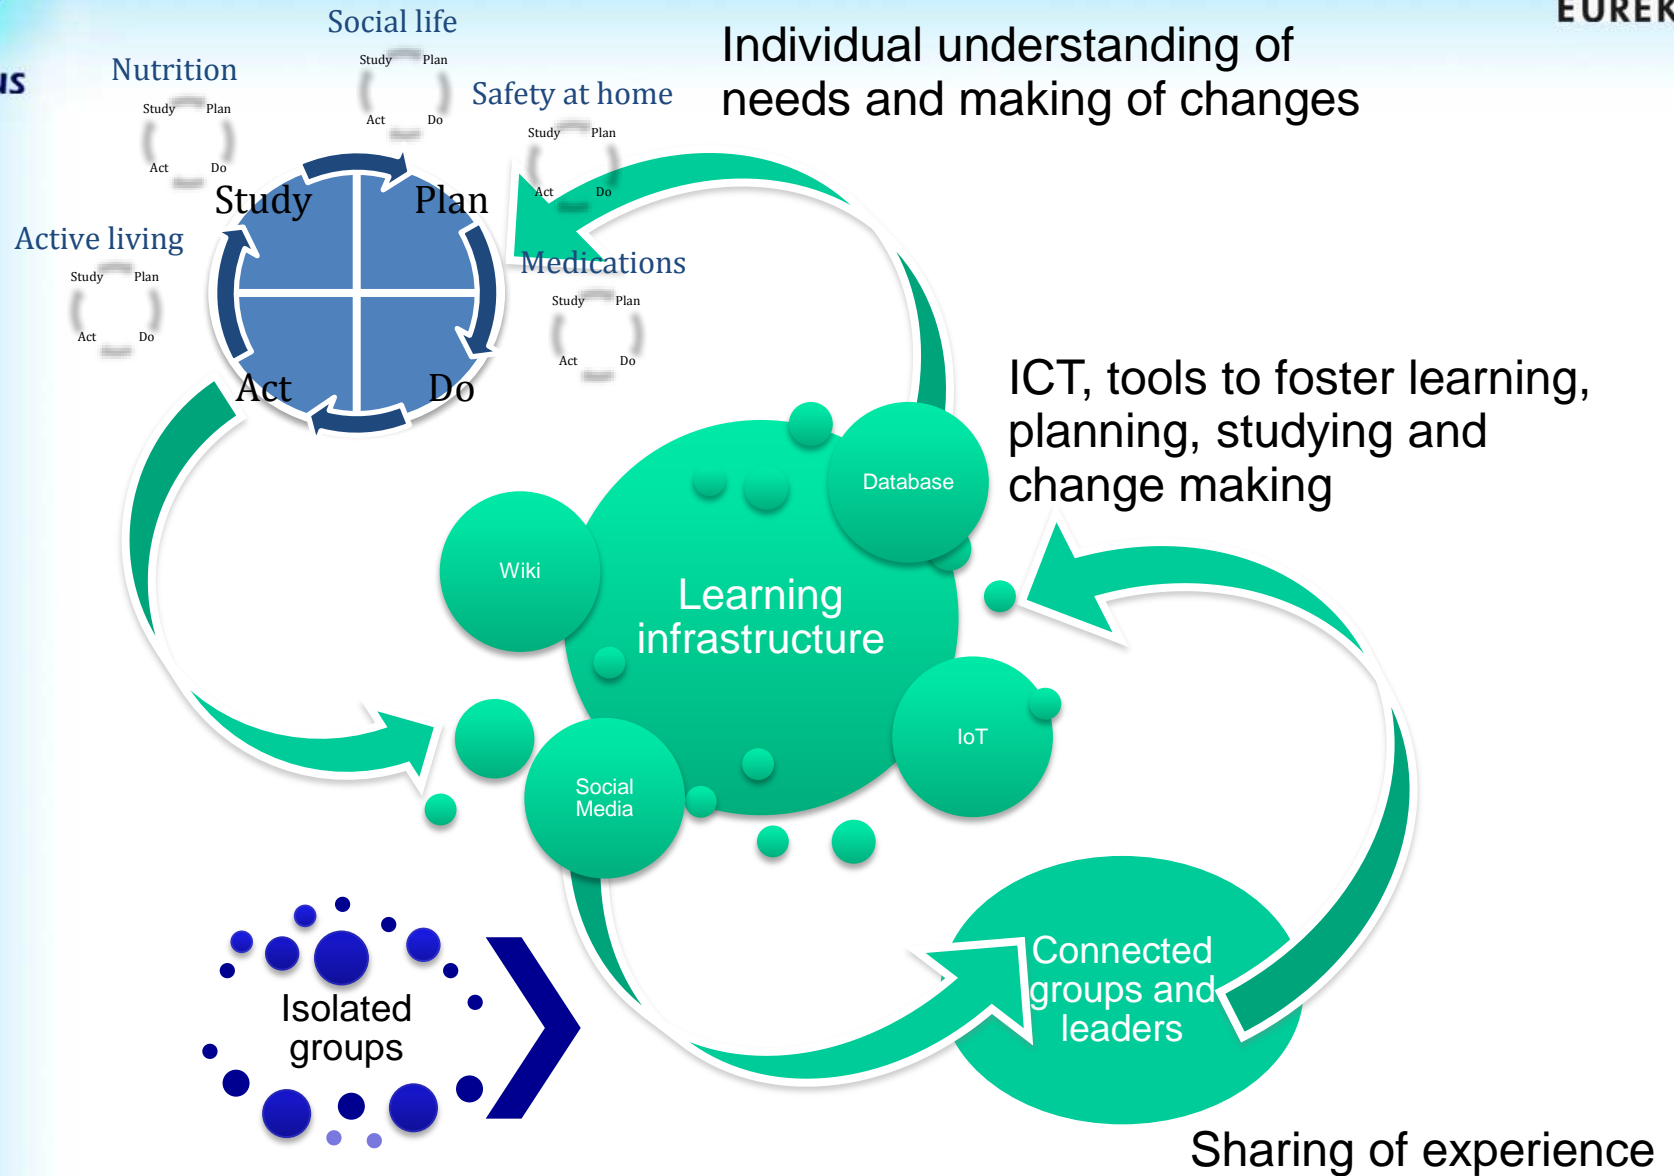 EUREK
us
Social life
Study Plan
Act Do
Nutrition
Study Plan
Act Do
Safety at home
Study Plan
Act Do
Individual understanding of
needs and making of changes
Study Plan
Act Do
Active living
Study Plan
Act Do
Medications
Study Plan
Act Do
ICT, tools to foster learning,
planning, studying and
change making
Database
Wiki
Learning
infrastructure
IoT
Social
Media
Connected
groups and
leaders
Isolated
groups
Sharing of experience